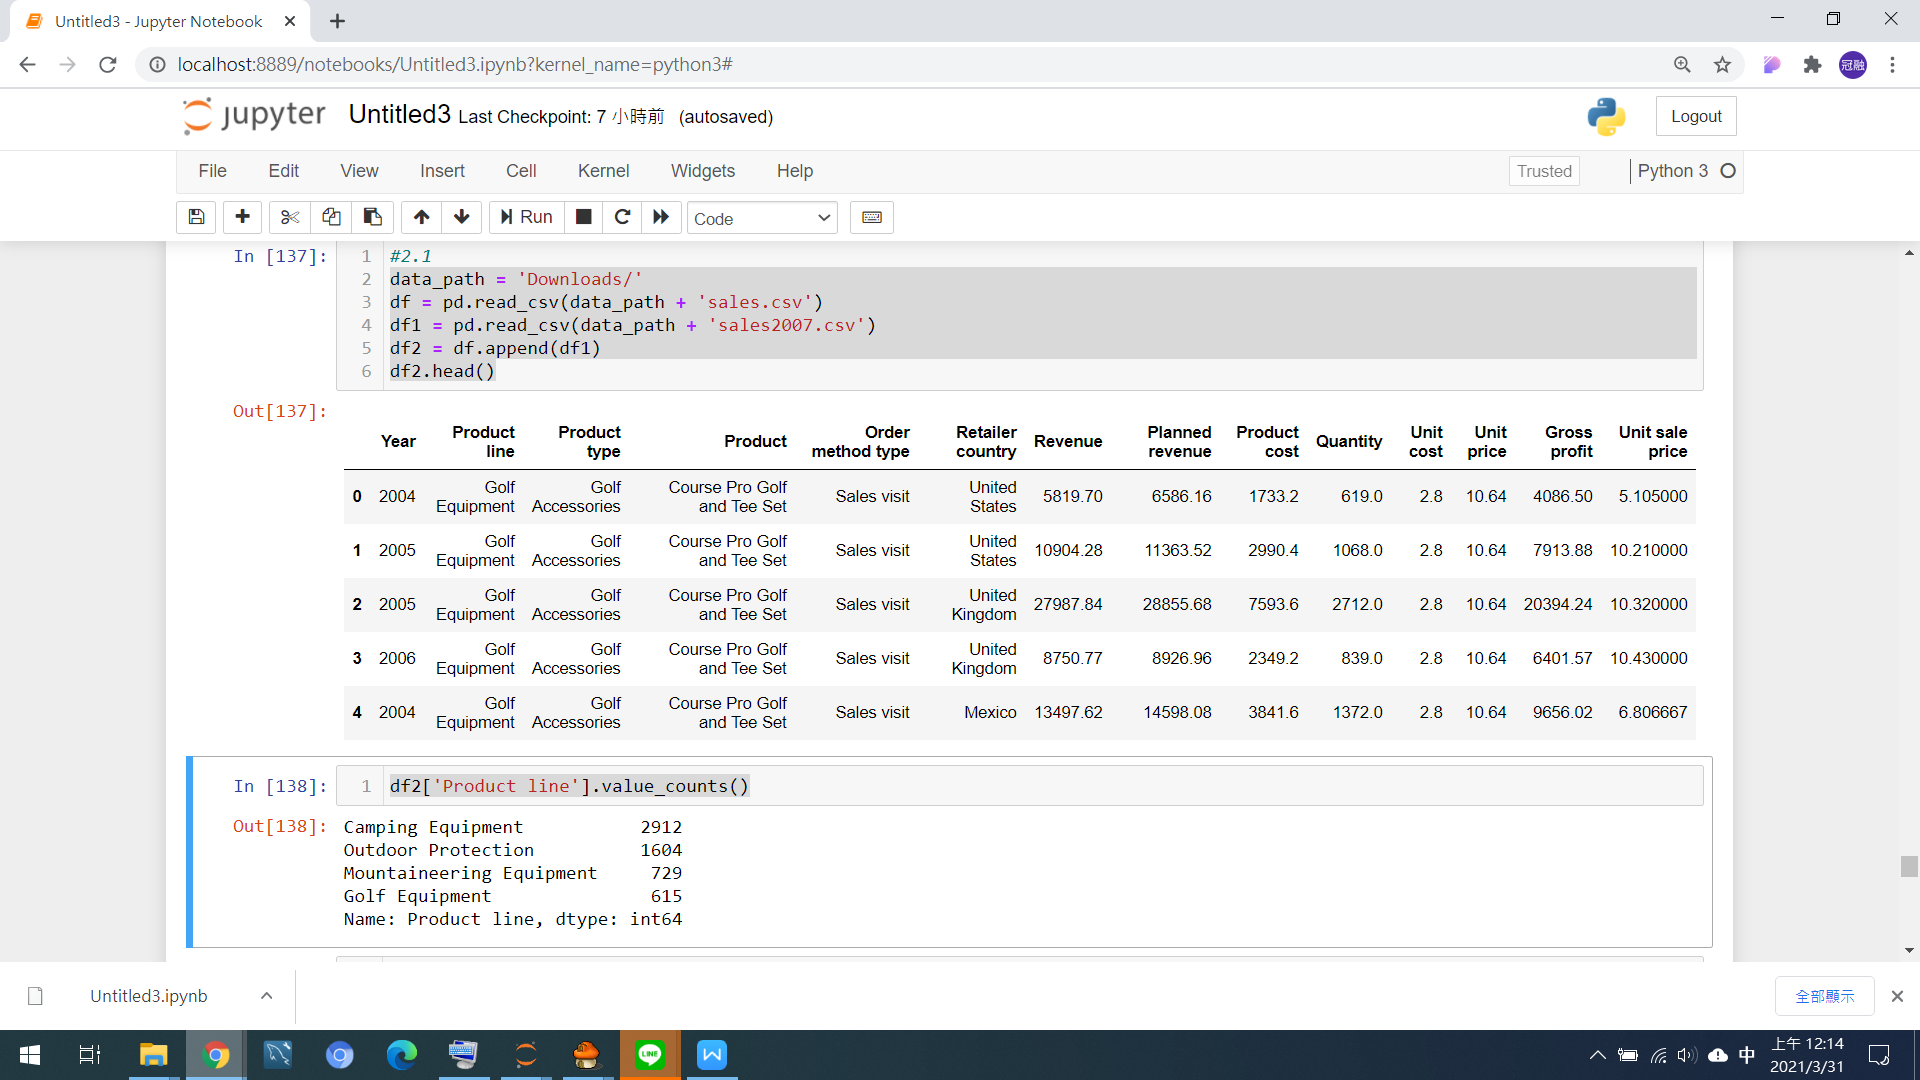 Untitled3 - Jupyter Notebook
localhost:8889/notebooks/Untitled3.ipynb?kernel_name=python3#
冠融
jupyter Untitled3 Last Checkpoint: 7 小時前 (autosaved)
Logout
File Edit View Insert Cell Kernel Widgets Help
Trusted
Python 3
Run
Code
In [137]:
1 #2.1
2 data_path = 'Downloads/'
3 df = pd.read_csv(data_path + 'sales.csv')
4 df1 = pd.read_csv(data_path + 'sales2007.csv')
5 df2 = df.append(df1)
6 df2.head()
Out[137]:
Year Product line Product type Product Order method type Retailer country Revenue Planned revenue Product cost Quantity Unit cost Unit price Gross profit Unit sale price
0 2004 Golf Equipment Golf Accessories Course Pro Golf and Tee Set Sales visit United States 5819.70 6586.16 1733.2 619.0 2.8 10.64 4086.50 5.105000
1 2005 Golf Equipment Golf Accessories Course Pro Golf and Tee Set Sales visit United States 10904.28 11363.52 2990.4 1068.0 2.8 10.64 7913.88 10.210000
2 2005 Golf Equipment Golf Accessories Course Pro Golf and Tee Set Sales visit United Kingdom 27987.84 28855.68 7593.6 2712.0 2.8 10.64 20394.24 10.320000
3 2006 Golf Equipment Golf Accessories Course Pro Golf and Tee Set Sales visit United Kingdom 8750.77 8926.96 2349.2 839.0 2.8 10.64 6401.57 10.430000
4 2004 Golf Equipment Golf Accessories Course Pro Golf and Tee Set Sales visit Mexico 13497.62 14598.08 3841.6 1372.0 2.8 10.64 9656.02 6.806667
In [138]:
1 df2['Product line'].value_counts()
Out[138]:
Camping Equipment 2912
Outdoor Protection 1604
Mountaineering Equipment 729
Golf Equipment 615
Name: Product line, dtype: int64
Untitled3.ipynb
全部顯示
LINE
中
上午 12:14
2021/3/31